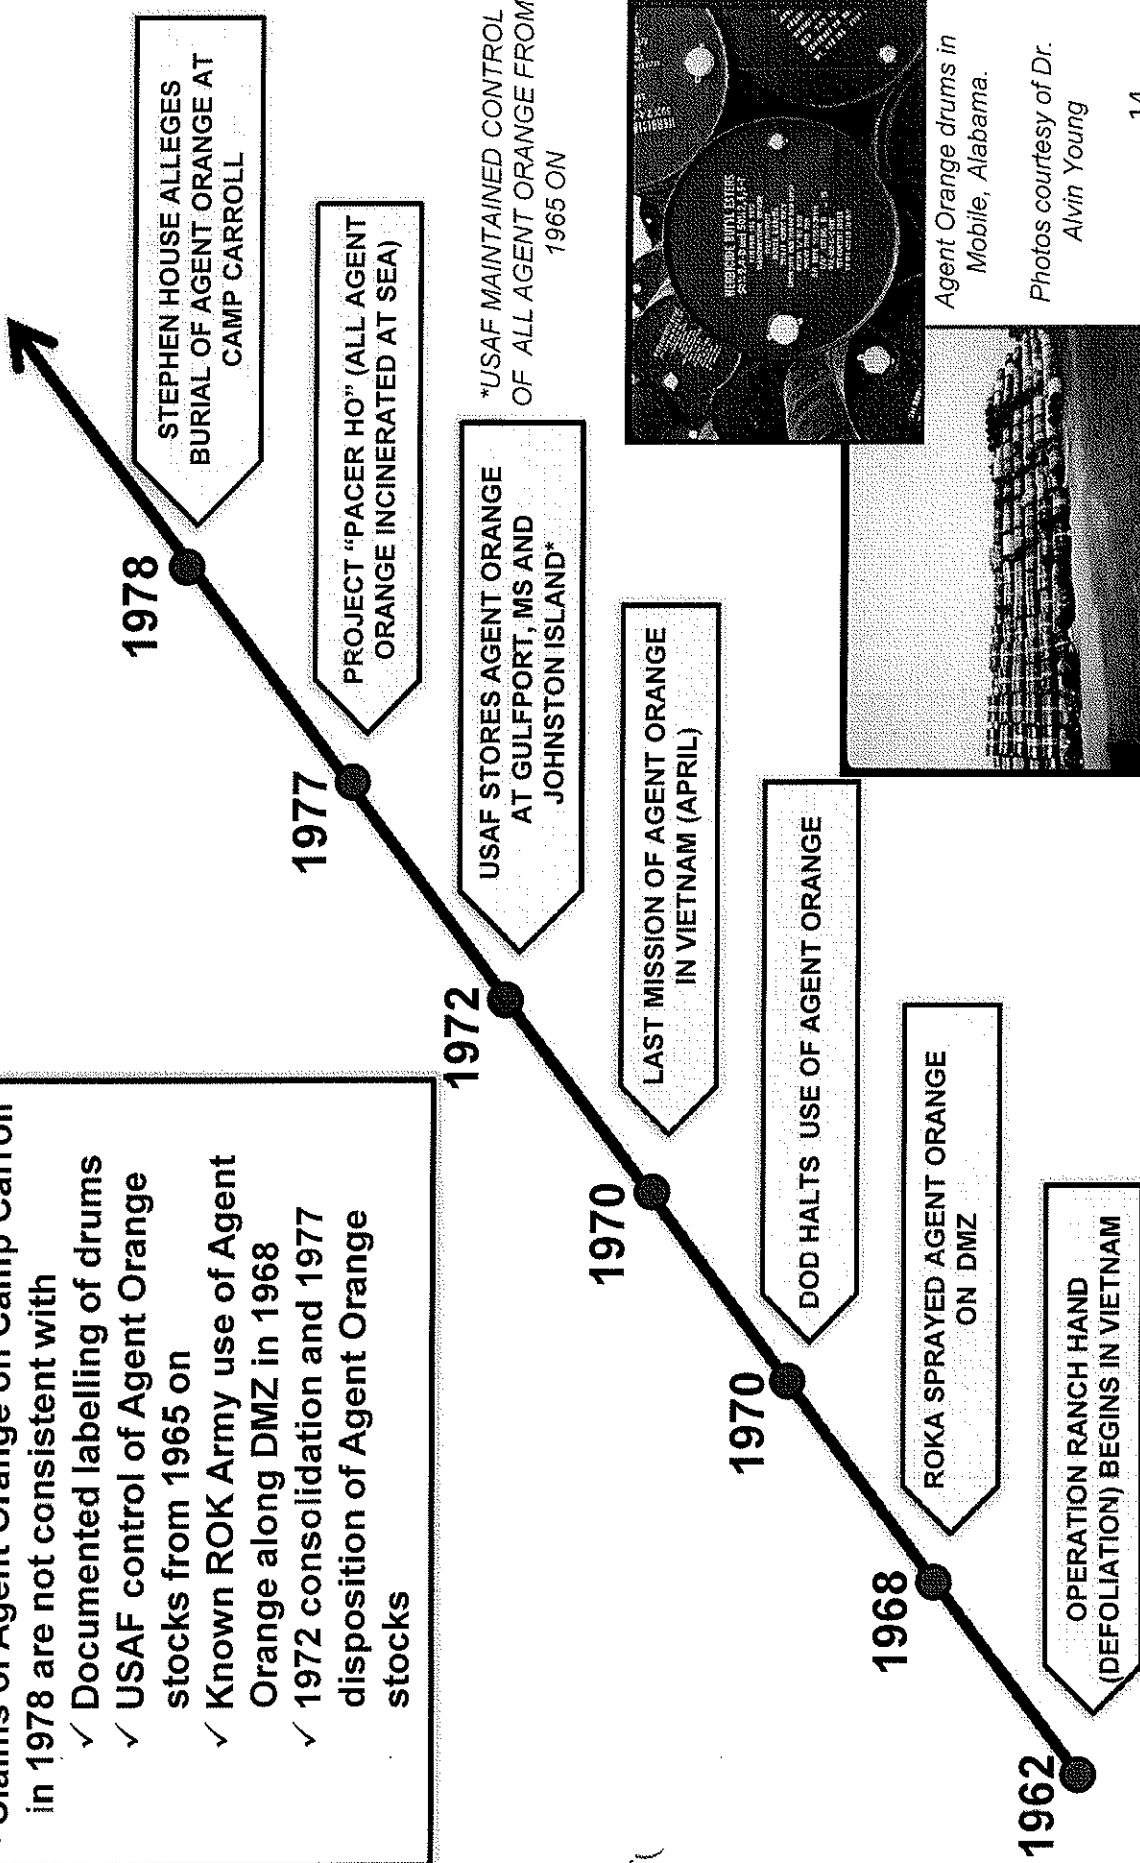 Claims of Agent Orange on Camp Carroll
in 1978 are not consistent with
✓ Documented labelling of drums
✓ USAF control of Agent Orange
stocks from 1965 on
✓ Known ROK Army use of Agent
Orange along DMZ in 1968
✓ 1972 consolidation and 1977
disposition of Agent Orange
stocks
1962
OPERATION RANCH HAND
(DEFOLIATION) BEGINS IN VIETNAM
1968
ROKA SPRAYED AGENT ORANGE
ON DMZ
1970
DOD HALTS USE OF AGENT ORANGE
1970
LAST MISSION OF AGENT ORANGE
IN VIETNAM (APRIL)
1972
USAF STORES AGENT ORANGE
AT GULFPORT, MS AND
JOHNSTON ISLAND*
1977
PROJECT “PACER HO” (ALL AGENT
ORANGE INCINERATED AT SEA)
1978
STEPHEN HOUSE ALLEGES
BURIAL OF AGENT ORANGE AT
CAMP CARROLL
*USAF MAINTAINED CONTROL
OF ALL AGENT ORANGE FROM
1965 ON
HERBICIDE BUTYL ESTERS
Agent Orange drums in
Mobile, Alabama.
Photos courtesy of Dr.
Alvin Young
14